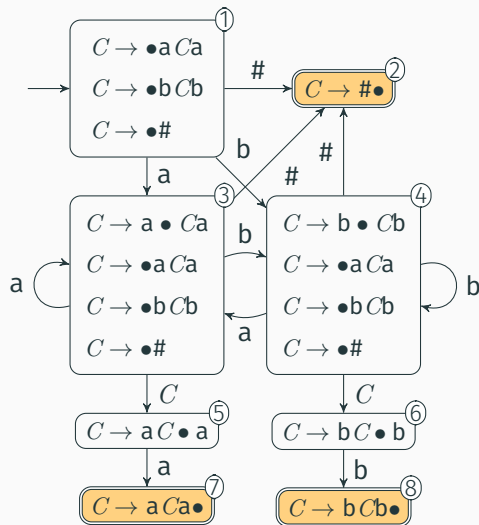 1
C → •aCa
C → •bCb
C → •#
#
2
C → #•
a
b
#
#
3
C → a • Ca
C → •aCa
C → •bCb
C → •#
4
C → b • Cb
C → •aCa
C → •bCb
C → •#
a
b
a
b
C
C
5
C → aC • a
6
C → bC • b
a
b
7
C → aCa•
8
C → bCb•